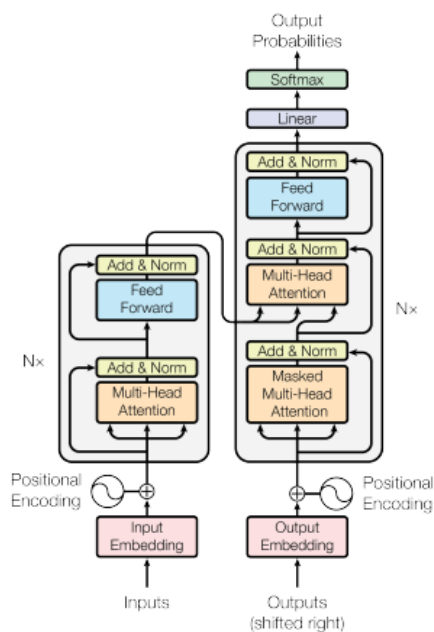 Output
Probabilities
Softmax
Linear
Add & Norm
Feed
Forward
Add & Norm
Multi-Head
Attention
Nx
Add & Norm
Masked
Multi-Head
Attention
Positional
Encoding
Output
Embedding
Outputs
(shifted right)
Add & Norm
Feed
Forward
Nx
Add & Norm
Multi-Head
Attention
Positional
Encoding
Input
Embedding
Inputs